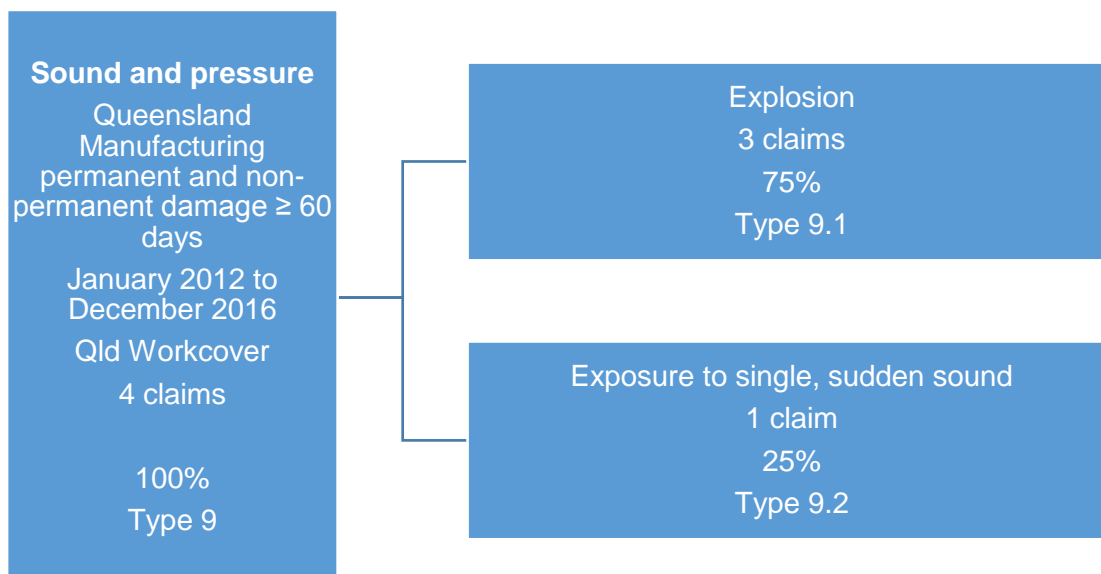 Sound and pressure
Queensland
Manufacturing
permanent and non-
permanent damage ≥ 60
days
January 2012 to
December 2016
Qld Workcover
4 claims
100%
Type 9
Explosion
3 claims
75%
Type 9.1
Exposure to single, sudden sound
1 claim
25%
Type 9.2